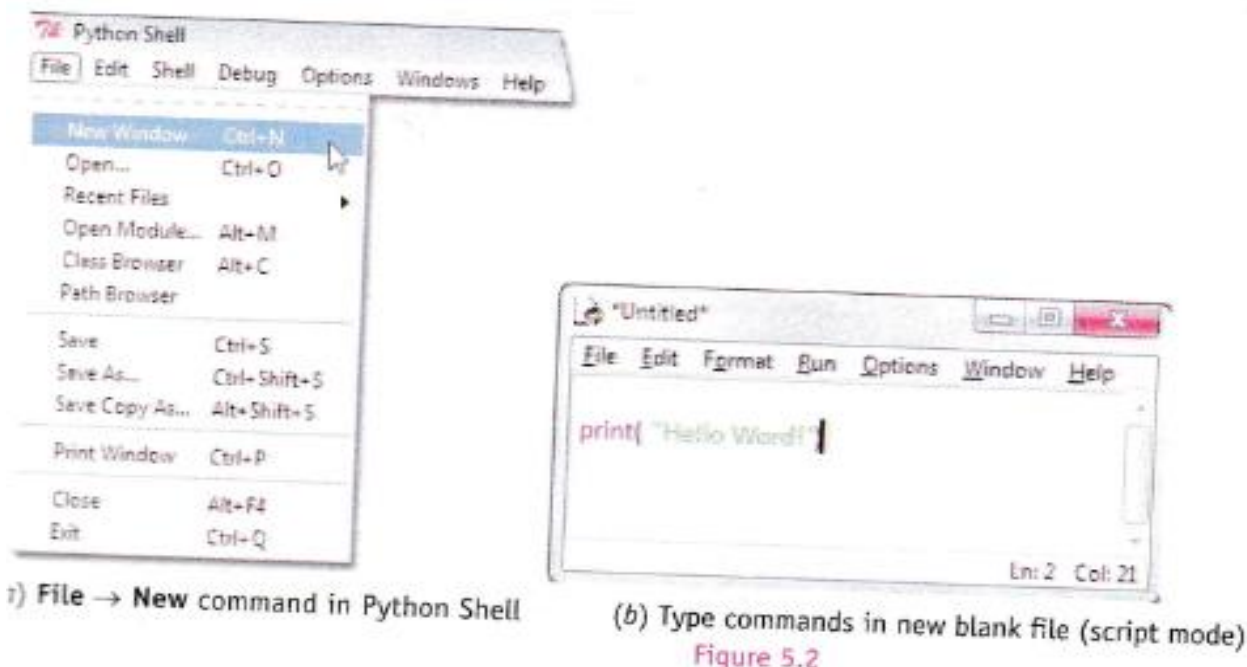 Python Shell
File Edit Shell Debug Options Windows Help
New Window Ctrl+N
Open... Ctrl+O
Recent Files
Open Module... Alt+M
Class Browser Alt+C
Path Browser
Save Ctrl+S
Save As... Ctrl+Shift+S
Save Copy As... Alt+Shift+S
Print Window Ctrl+P
Close Alt+F4
Exit Ctrl+Q
) File → New command in Python Shell
*Untitled*
File Edit Format Run Options Window Help
print( "Hello Word!")
Ln: 2 Col: 21
(b) Type commands in new blank file (script mode)
Figure 5.2